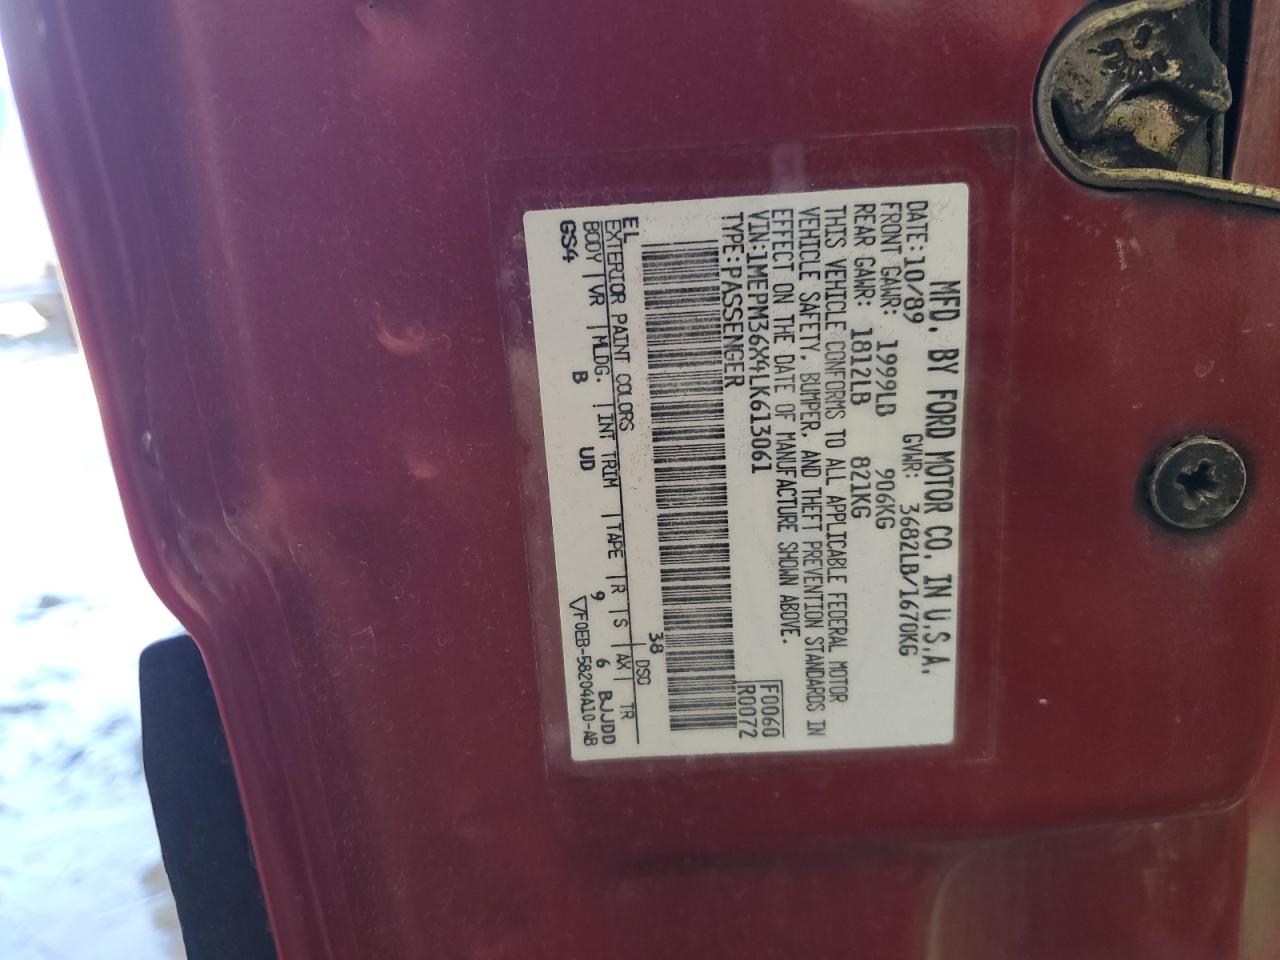 MFD. BY FORD MOTOR CO. IN U.S.A.
DATE:10/89 GVWR: 3682LB/1670KG
FRONT GAWR: 1999LB 906KG
REAR GAWR: 1812LB 821KG
THIS VEHICLE CONFORMS TO ALL APPLICABLE FEDERAL MOTOR
VEHICLE SAFETY, BUMPER, AND THEFT PREVENTION STANDARDS IN
EFFECT ON THE DATE OF MANUFACTURE SHOWN ABOVE.
VIN:1MEPM36X4LK613061 F0060
TYPE:PASSENGER R0072
EL 38
EXTERIOR PAINT COLORS DSO
BODY VR MLDG. INT TRIM TAPE R S AX TR
GS4 B UD 9 6 BJJDD
F0EB-58204A10-AB